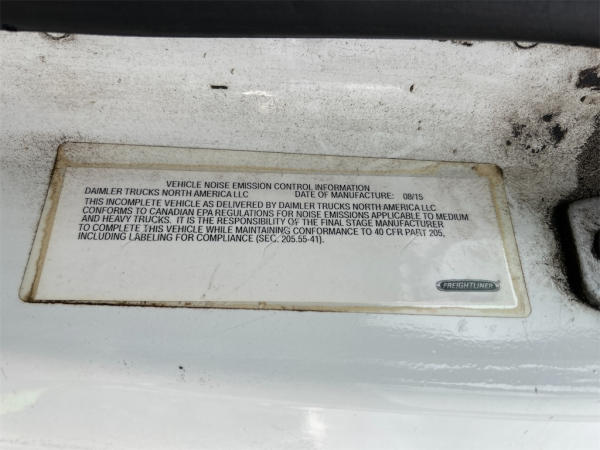 VEHICLE NOISE EMISSION CONTROL INFORMATION
DAIMLER TRUCKS NORTH AMERICA LLC DATE OF MANUFACTURE: 08/15
THIS INCOMPLETE VEHICLE AS DELIVERED BY DAIMLER TRUCKS NORTH AMERICA LLC
CONFORMS TO CANADIAN EPA REGULATIONS FOR NOISE EMISSIONS APPLICABLE TO MEDIUM
AND HEAVY TRUCKS. IT IS THE RESPONSIBILITY OF THE FINAL STAGE MANUFACTURER
TO COMPLETE THIS VEHICLE WHILE MAINTAINING CONFORMANCE TO 40 CFR PART 205,
INCLUDING LABELING FOR COMPLIANCE (SEC. 205.55-41).
FREIGHTLINER